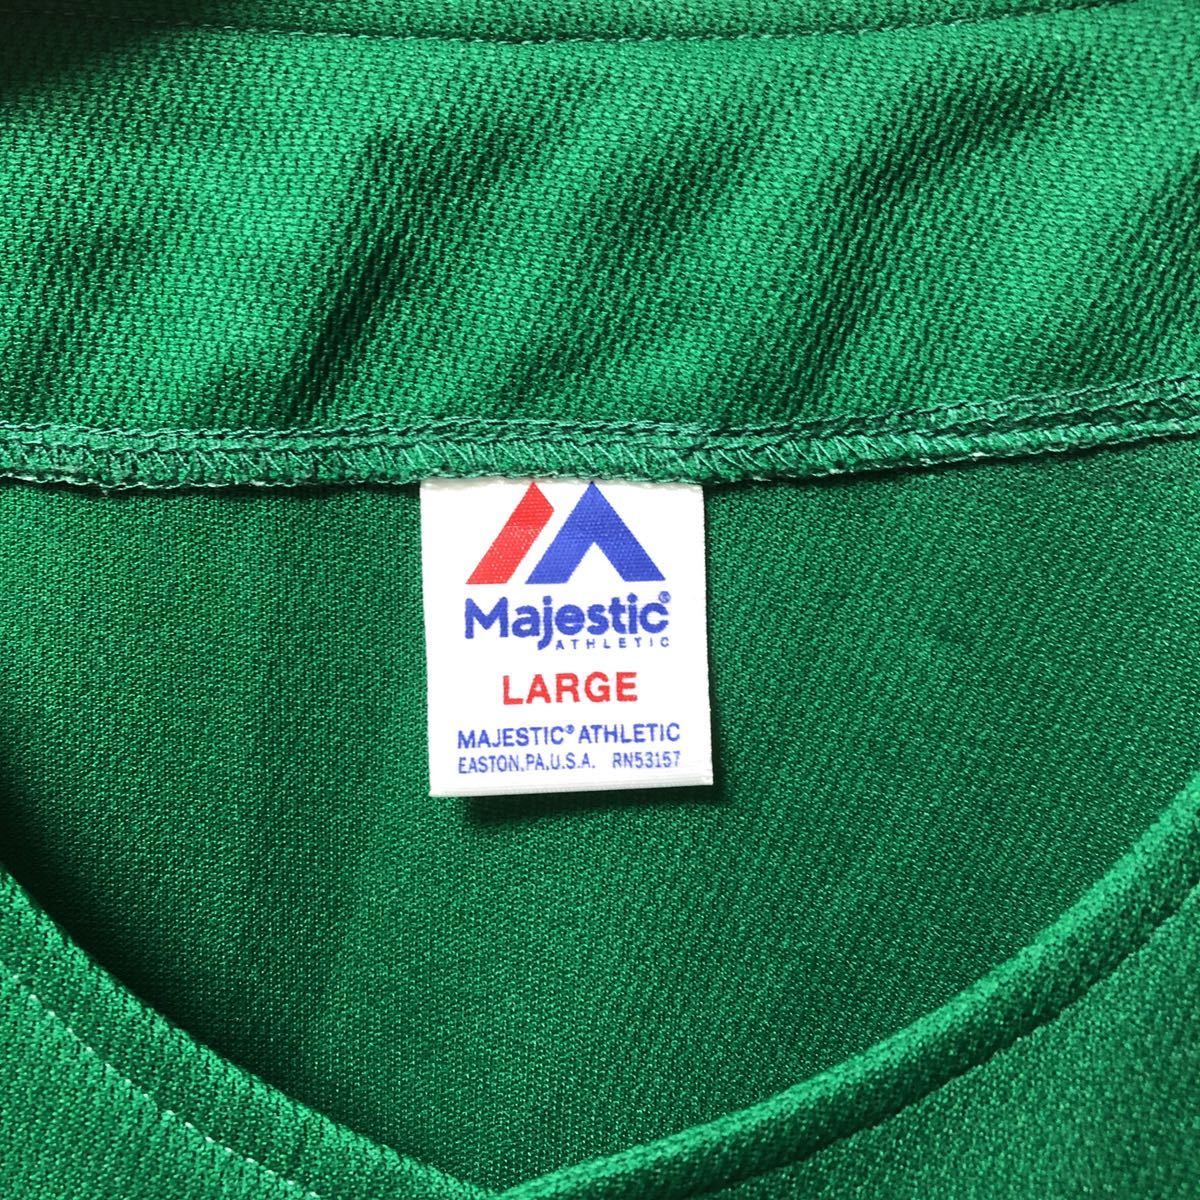 Majestic®
ATHLETIC
LARGE
MAJESTIC® ATHLETIC
EASTON,PA,U.S.A. RN53157